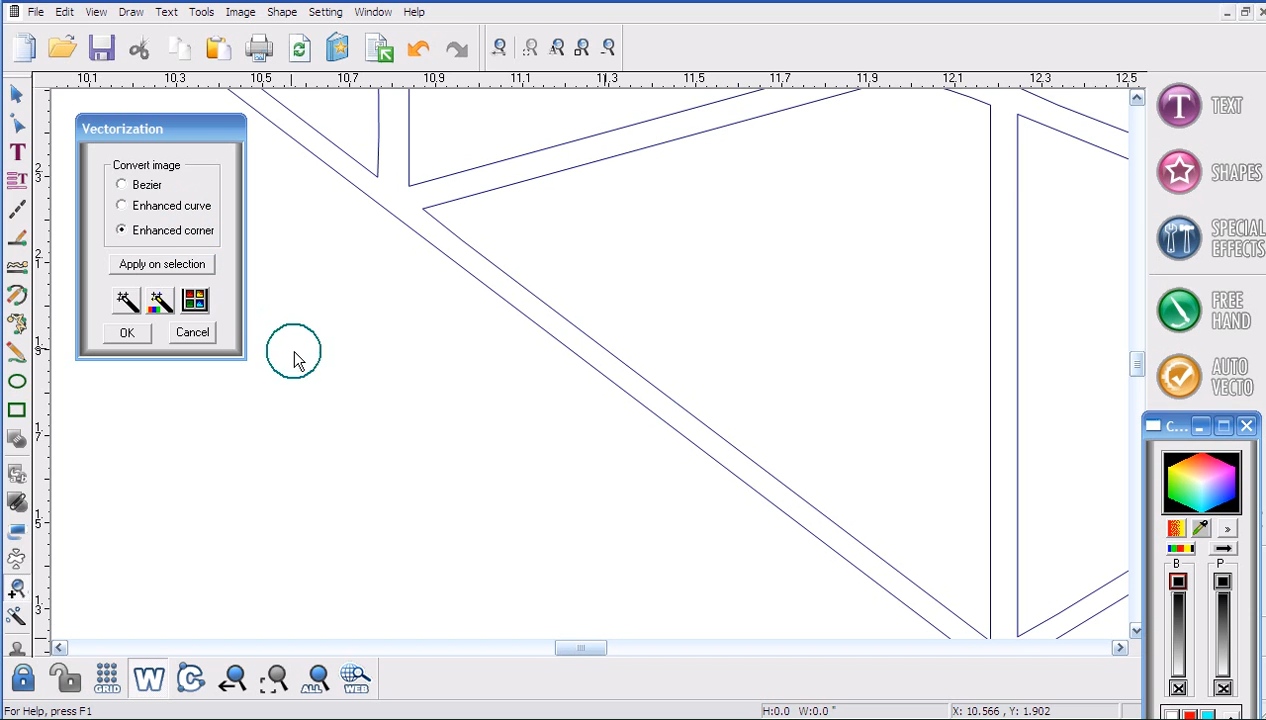 File Edit View Draw Text Tools Image Shape Setting Window Help
10.1 10.3 10.5 10.7 10.9 11.1 11.3 11.5 11.7 11.9 12.1 12.3 12.5
Vectorization
Convert image
Bezier
Enhanced curve
Enhanced corner
Apply on selection
OK Cancel
TEXT
SHAPES
SPECIAL
EFFECTS
FREE
HAND
AUTO
VECTO
C...
B P
GRID W C ALL WEB
For Help, press F1 H:0.0 W:0.0 " X: 10.566 , Y: 1.902